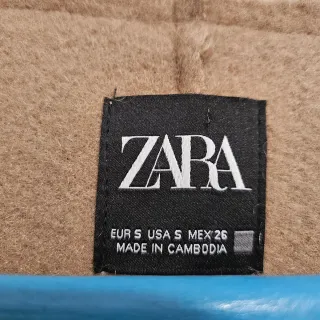 ZARA
EUR S USA S MEX 26
MADE IN CAMBODIA